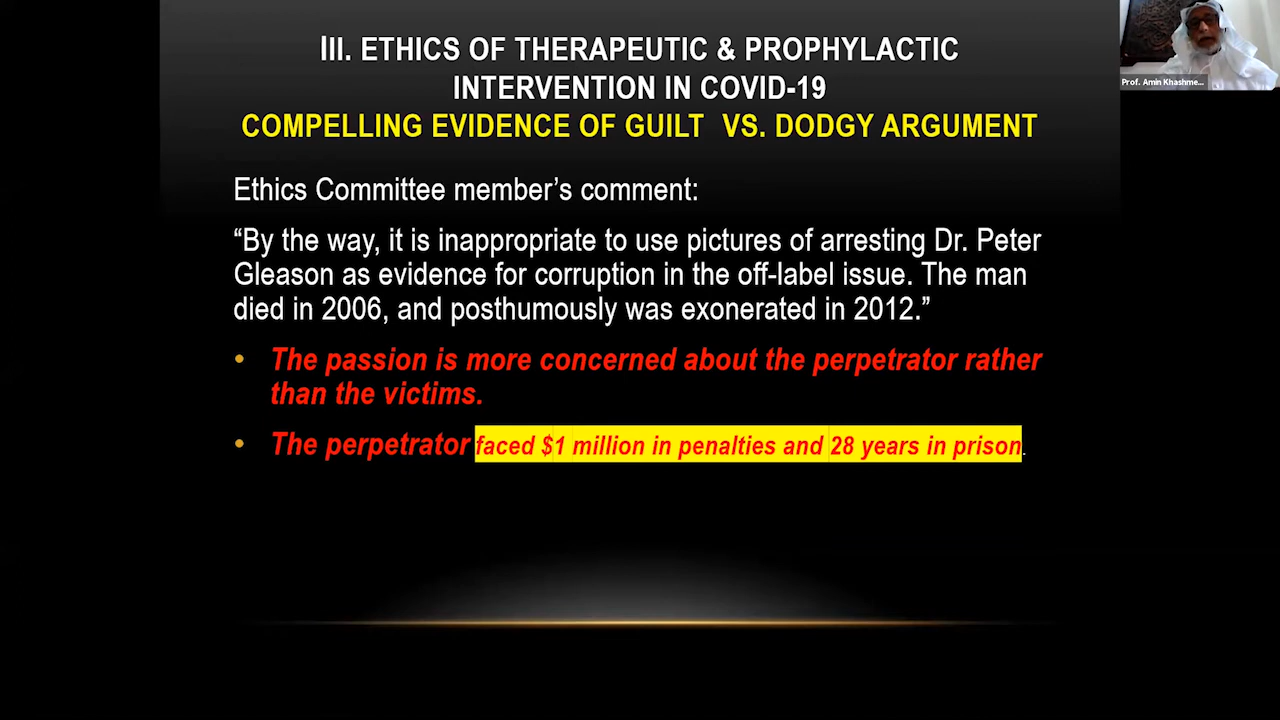 III. ETHICS OF THERAPEUTIC & PROPHYLACTIC
INTERVENTION IN COVID-19
COMPELLING EVIDENCE OF GUILT VS. DODGY ARGUMENT
Ethics Committee member’s comment:
“By the way, it is inappropriate to use pictures of arresting Dr. Peter
Gleason as evidence for corruption in the off-label issue. The man
died in 2006, and posthumously was exonerated in 2012.”
• The passion is more concerned about the perpetrator rather
than the victims.
• The perpetrator faced $1 million in penalties and 28 years in prison.
Prof. Amin Khashme...